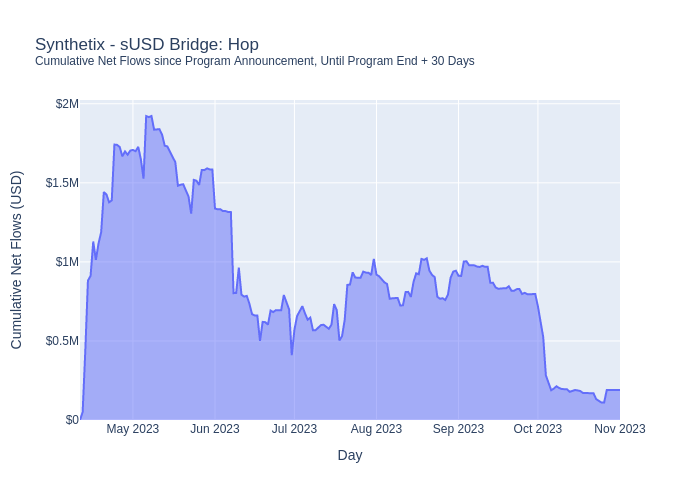 Synthetix - sUSD Bridge: Hop
Cumulative Net Flows since Program Announcement, Until Program End + 30 Days
Cumulative Net Flows (USD)
$2M
$1.5M
$1M
$0.5M
$0
May 2023 Jun 2023 Jul 2023 Aug 2023 Sep 2023 Oct 2023 Nov 2023
Day